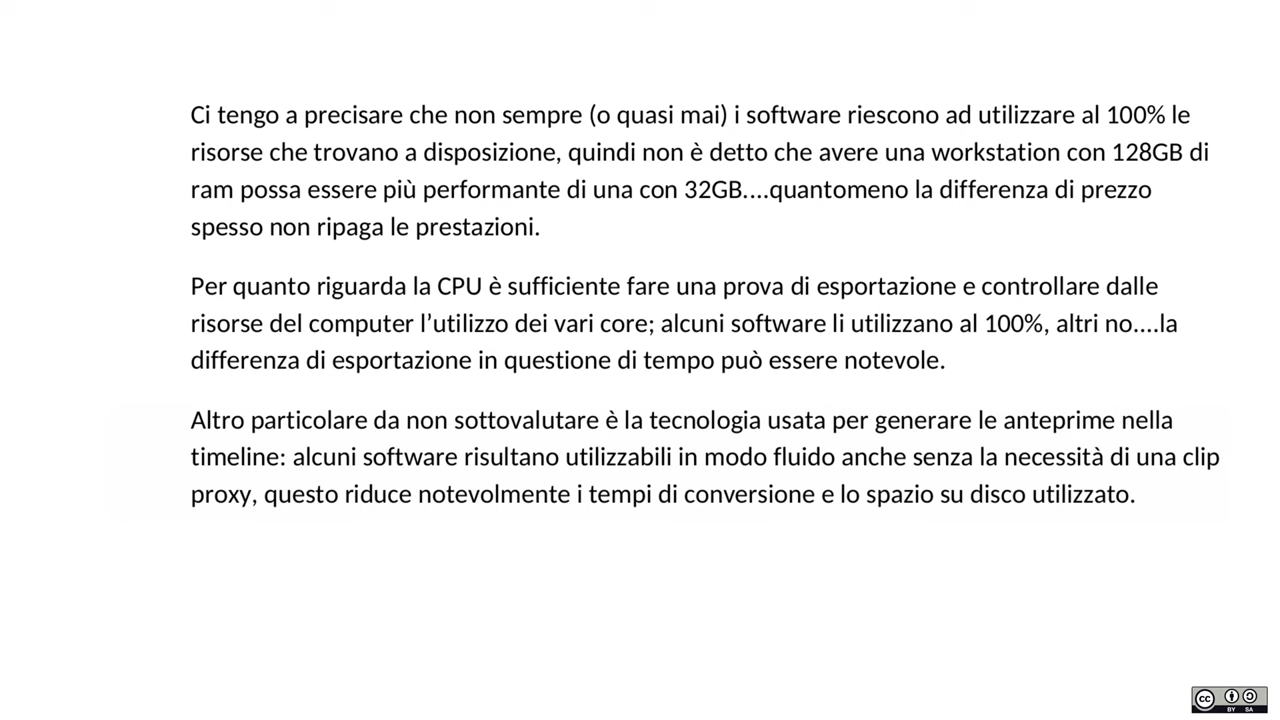 Ci tengo a precisare che non sempre (o quasi mai) i software riescono ad utilizzare al 100% le
risorse che trovano a disposizione, quindi non è detto che avere una workstation con 128GB di
ram possa essere più performante di una con 32GB....quantomeno la differenza di prezzo
spesso non ripaga le prestazioni.
Per quanto riguarda la CPU è sufficiente fare una prova di esportazione e controllare dalle
risorse del computer l’utilizzo dei vari core; alcuni software li utilizzano al 100%, altri no....la
differenza di esportazione in questione di tempo può essere notevole.
Altro particolare da non sottovalutare è la tecnologia usata per generare le anteprime nella
timeline: alcuni software risultano utilizzabili in modo fluido anche senza la necessità di una clip
proxy, questo riduce notevolmente i tempi di conversione e lo spazio su disco utilizzato.
cc BY SA